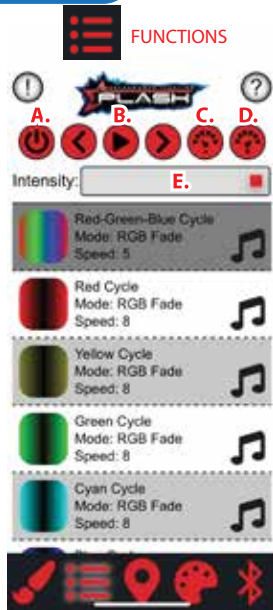 FUNCTIONS
!
?
PLASH
A.
B.
C.
D.
Intensity:
E.
Red-Green-Blue Cycle
Mode: RGB Fade
Speed: 5
Red Cycle
Mode: RGB Fade
Speed: 8
Yellow Cycle
Mode: RGB Fade
Speed: 8
Green Cycle
Mode: RGB Fade
Speed: 8
Cyan Cycle
Mode: RGB Fade
Speed: 8